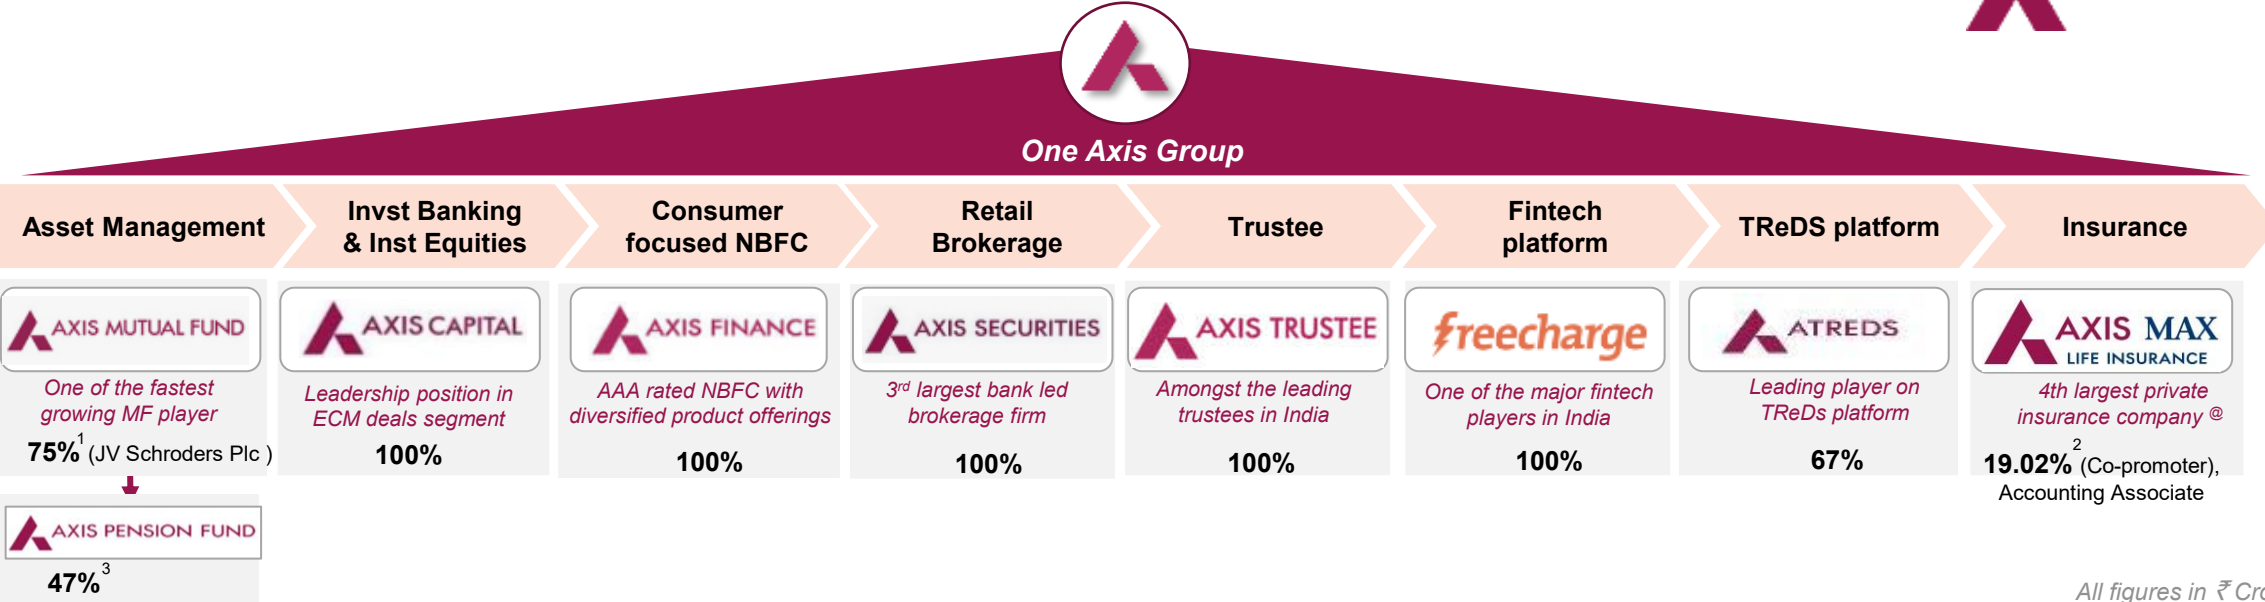 One Axis Group
Asset Management
Invst Banking
& Inst Equities
Consumer
focused NBFC
Retail
Brokerage
Trustee
Fintech
platform
TReDS platform
Insurance
AXIS MUTUAL FUND
One of the fastest
growing MF player
75%1 (JV Schroders Plc )
AXIS PENSION FUND
47%3
AXIS CAPITAL
Leadership position in
ECM deals segment
100%
AXIS FINANCE
AAA rated NBFC with
diversified product offerings
100%
AXIS SECURITIES
3rd largest bank led
brokerage firm
100%
AXIS TRUSTEE
Amongst the leading
trustees in India
100%
freecharge
One of the major fintech
players in India
100%
ATREDS
Leading player on
TReDs platform
67%
AXIS MAX
LIFE INSURANCE
4th largest private
insurance company @
19.02%2 (Co-promoter),
Accounting Associate
All figures in ₹